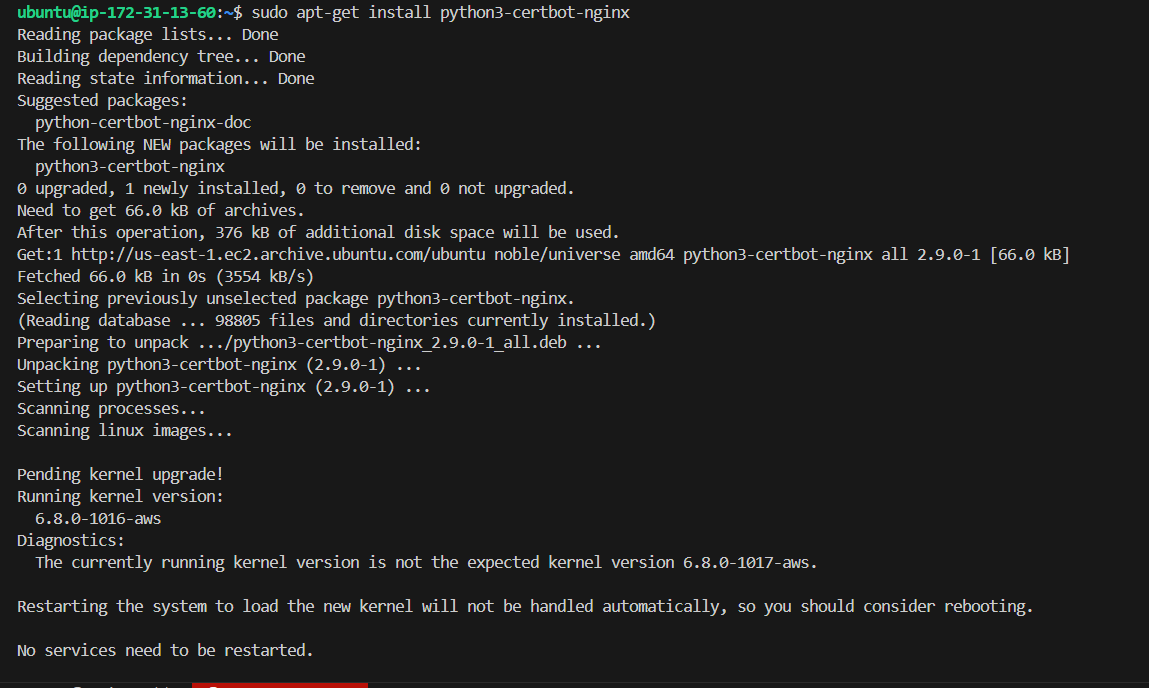 ubuntu@ip-172-31-13-60:~$ sudo apt-get install python3-certbot-nginx
Reading package lists... Done
Building dependency tree... Done
Reading state information... Done
Suggested packages:
  python-certbot-nginx-doc
The following NEW packages will be installed:
  python3-certbot-nginx
0 upgraded, 1 newly installed, 0 to remove and 0 not upgraded.
Need to get 66.0 kB of archives.
After this operation, 376 kB of additional disk space will be used.
Get:1 http://us-east-1.ec2.archive.ubuntu.com/ubuntu noble/universe amd64 python3-certbot-nginx all 2.9.0-1 [66.0 kB]
Fetched 66.0 kB in 0s (3554 kB/s)
Selecting previously unselected package python3-certbot-nginx.
(Reading database ... 98805 files and directories currently installed.)
Preparing to unpack .../python3-certbot-nginx_2.9.0-1_all.deb ...
Unpacking python3-certbot-nginx (2.9.0-1) ...
Setting up python3-certbot-nginx (2.9.0-1) ...
Scanning processes...
Scanning linux images...
Pending kernel upgrade!
Running kernel version:
  6.8.0-1016-aws
Diagnostics:
  The currently running kernel version is not the expected kernel version 6.8.0-1017-aws.
Restarting the system to load the new kernel will not be handled automatically, so you should consider rebooting.
No services need to be restarted.